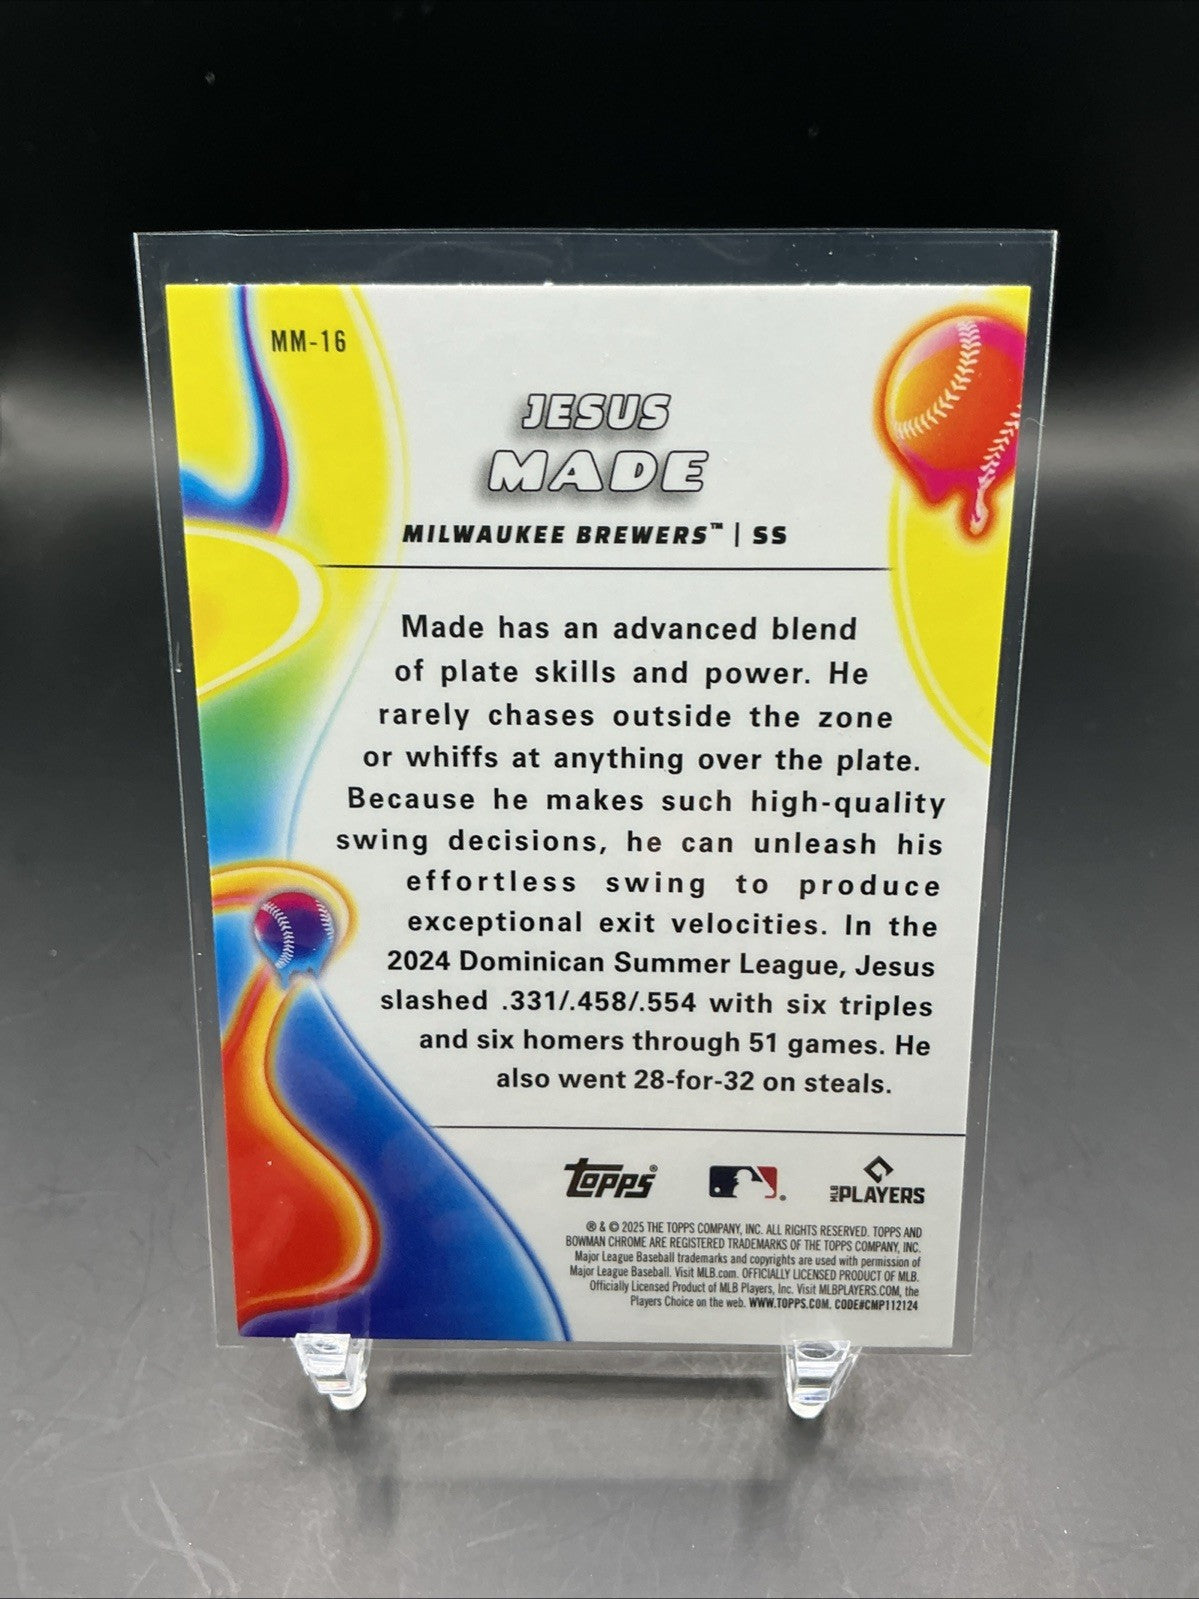 MM-16
JESUS
MADE
MILWAUKEE BREWERS™ | SS
Made has an advanced blend
of plate skills and power. He
rarely chases outside the zone
or whiffs at anything over the plate.
Because he makes such high-quality
swing decisions, he can unleash his
effortless swing to produce
exceptional exit velocities. In the
2024 Dominican Summer League, Jesus
slashed .331/.458/.554 with six triples
and six homers through 51 games. He
also went 28-for-32 on steals.
topps®
MLB PLAYERS
® & © 2025 THE TOPPS COMPANY, INC. ALL RIGHTS RESERVED. TOPPS AND
BOWMAN CHROME ARE REGISTERED TRADEMARKS OF THE TOPPS COMPANY, INC.
Major League Baseball trademarks and copyrights are used with permission of
Major League Baseball. Visit MLB.com. OFFICIALLY LICENSED PRODUCT OF MLB.
Officially Licensed Product of MLB Players, Inc. Visit MLBPLAYERS.COM, the
Players Choice on the web. WWW.TOPPS.COM. CODE#CMP112124